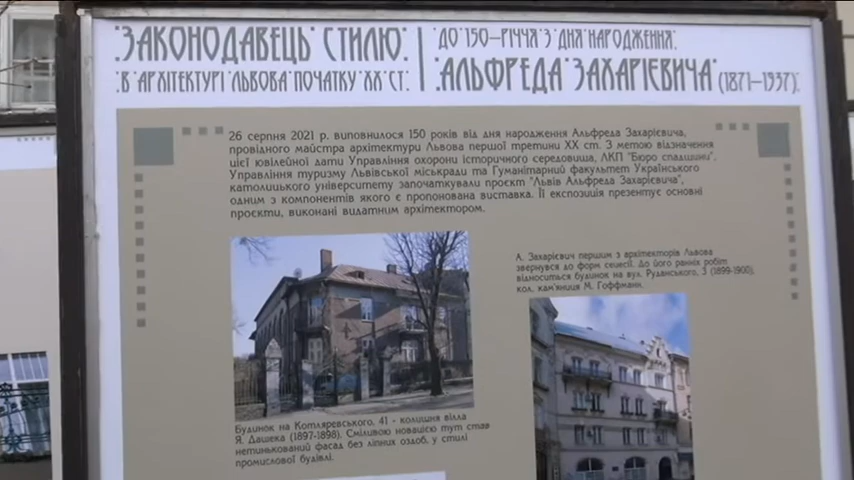 ЗАКОНОДАВЕЦЬ СТИЛЮ
В АРХІТЕКТУРІ ЛЬВОВА ПОЧАТКУ XX СТ.
ДО 150-РІЧЧЯ З ДНЯ НАРОДЖЕННЯ
АЛЬФРЕДА ЗАХАРІЄВИЧА (1871-1937)
26 серпня 2021 р. виповнилося 150 років від дня народження Альфреда Захарієвича,
провідного майстра архітектури Львова першої третини XX ст. З метою відзначення
цієї ювілейної дати Управління охорони історичного середовища, ЛКП "Бюро спадщини",
Управління туризму Львівської міськради та Гуманітарний факультет Українського
католицького університету започаткували проєкт "Львів Альфреда Захарієвича",
одним з компонентів якого є пропонована виставка. Її експозиція презентує основні
проєкти, виконані видатним архітектором.
А. Захарієвич першим з архітекторів Львова
звернувся до форм сецесії. До його ранніх робіт
відноситься будинок на вул. Руданського, 3 (1899-1900),
кол. кам'яниця М. Гоффмани.
Будинок на Котляревського, 41 - колишня вілла
Я. Дашека (1897-1898). Сміливою новацією тут став
нетинькований фасад без ліпних оздоб, у стилі
промислової будівлі.